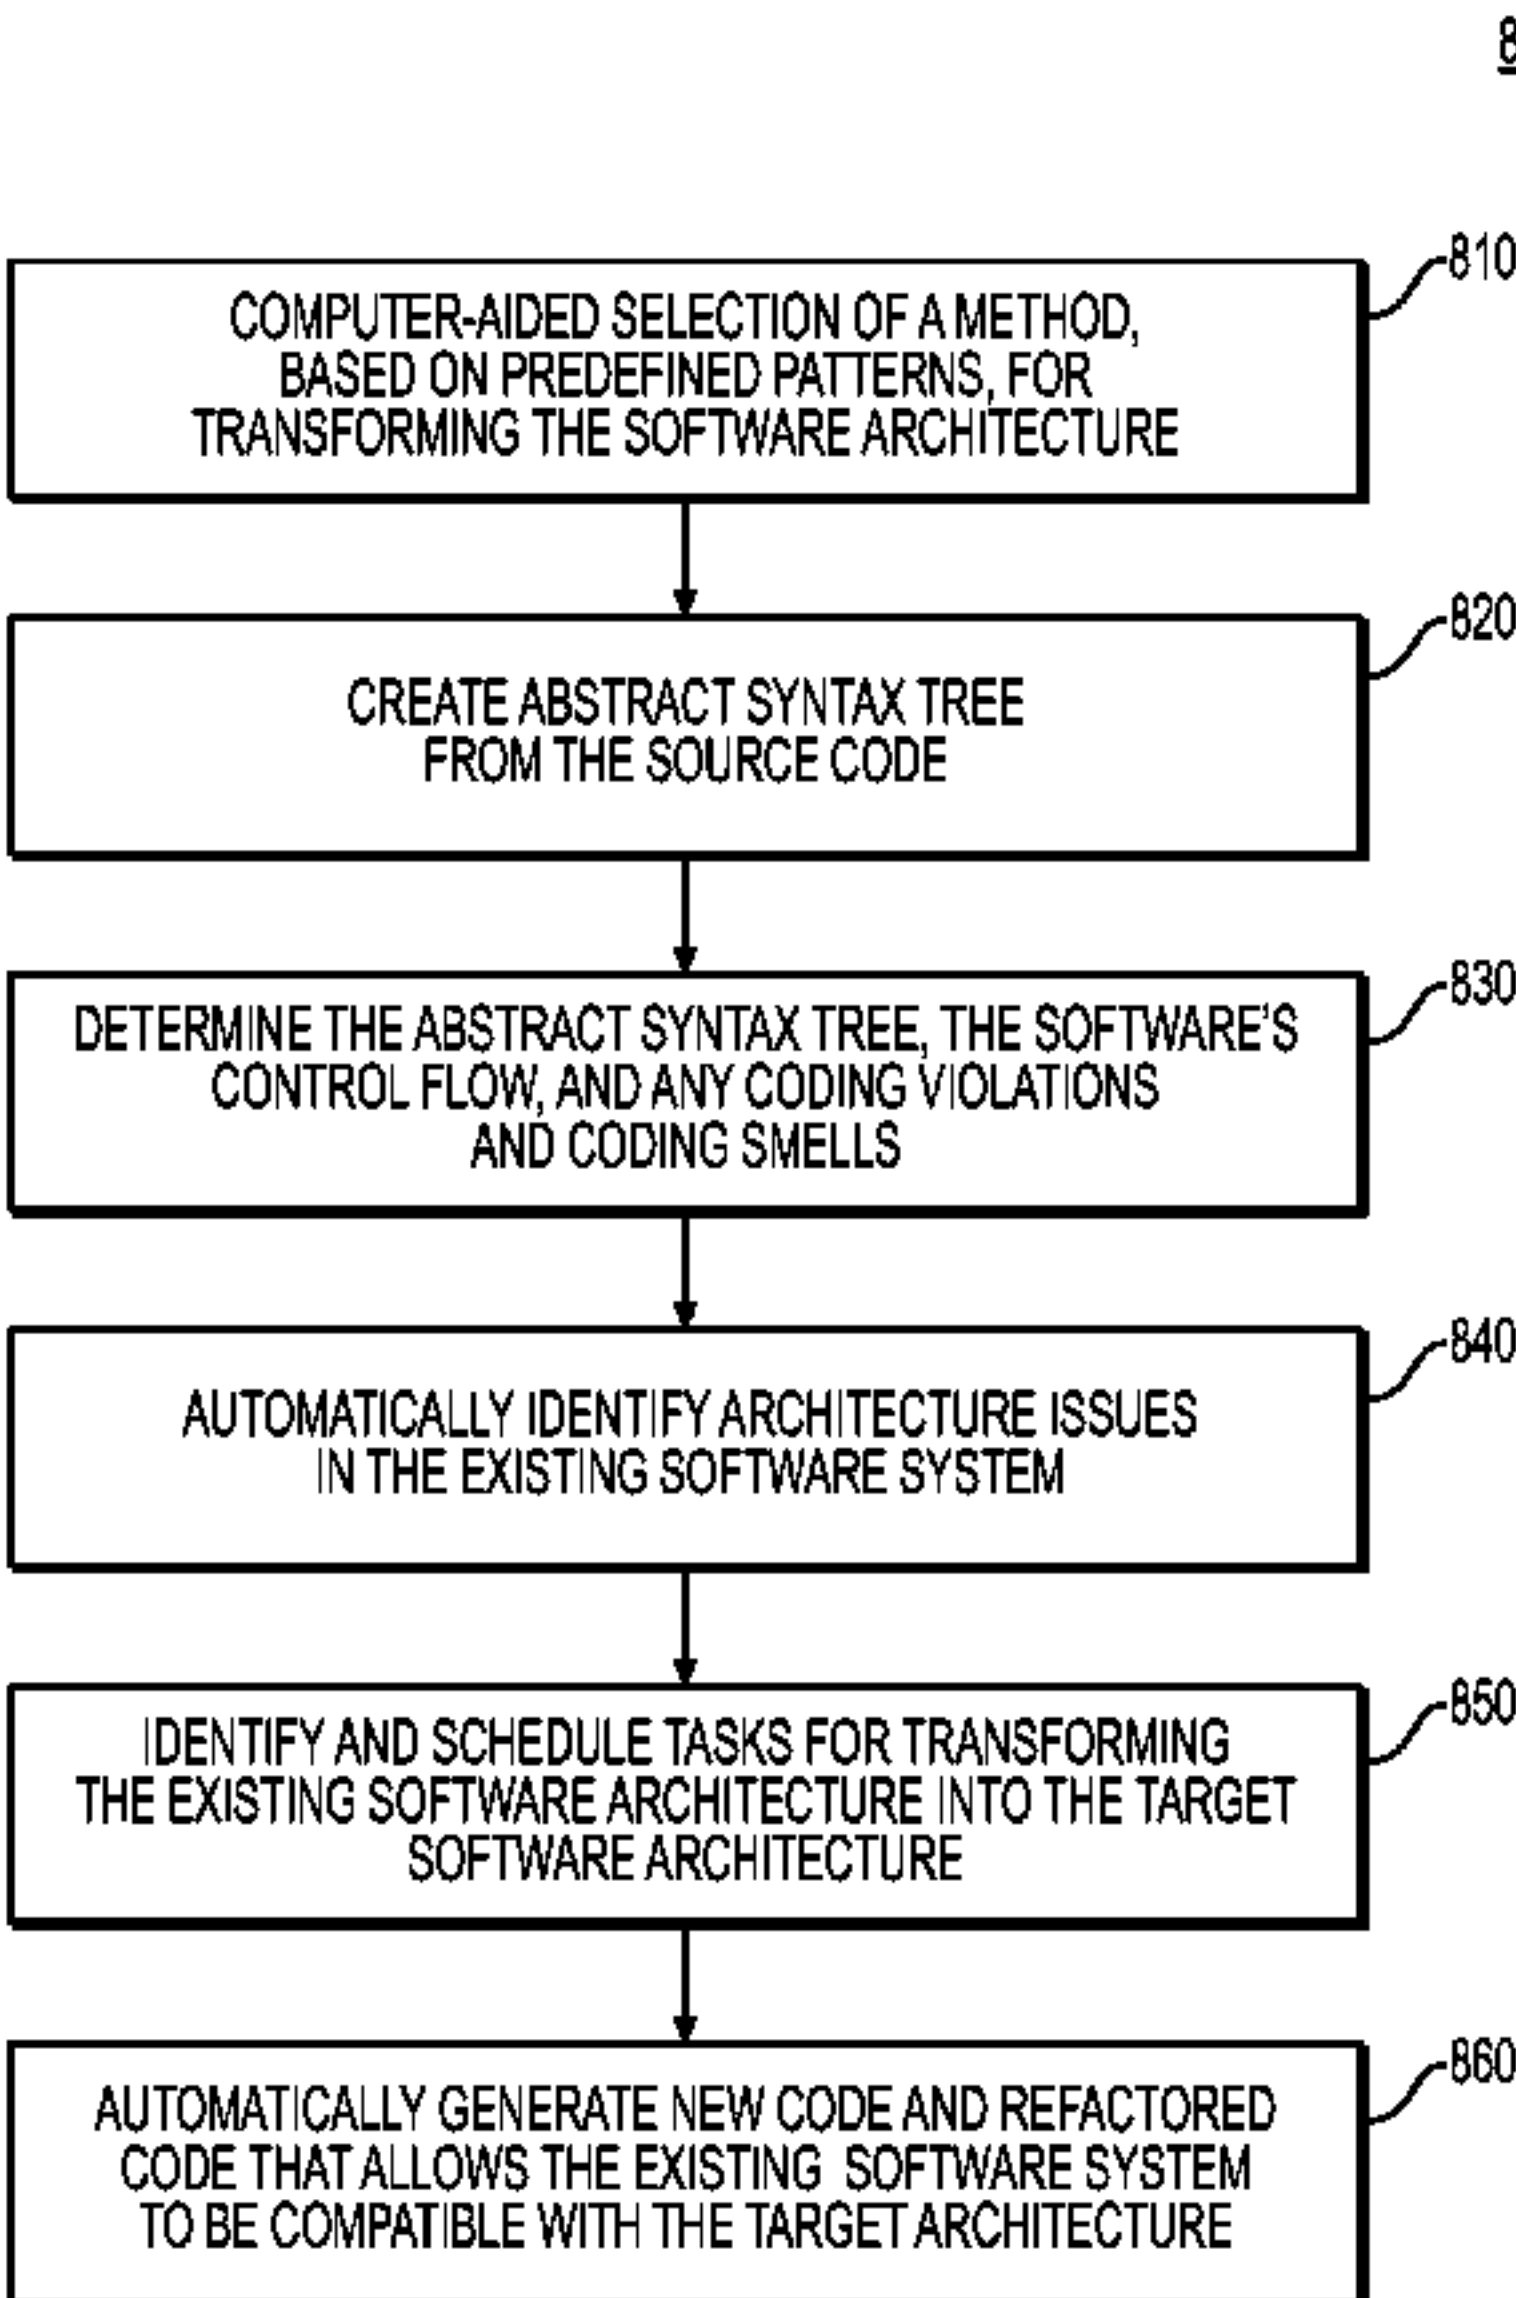 8
810
COMPUTER-AIDED SELECTION OF A METHOD,
BASED ON PREDEFINED PATTERNS, FOR
TRANSFORMING THE SOFTWARE ARCHITECTURE
820
CREATE ABSTRACT SYNTAX TREE
FROM THE SOURCE CODE
830
DETERMINE THE ABSTRACT SYNTAX TREE, THE SOFTWARE'S
CONTROL FLOW, AND ANY CODING VIOLATIONS
AND CODING SMELLS
840
AUTOMATICALLY IDENTIFY ARCHITECTURE ISSUES
IN THE EXISTING SOFTWARE SYSTEM
850
IDENTIFY AND SCHEDULE TASKS FOR TRANSFORMING
THE EXISTING SOFTWARE ARCHITECTURE INTO THE TARGET
SOFTWARE ARCHITECTURE
860
AUTOMATICALLY GENERATE NEW CODE AND REFACTORED
CODE THAT ALLOWS THE EXISTING SOFTWARE SYSTEM
TO BE COMPATIBLE WITH THE TARGET ARCHITECTURE